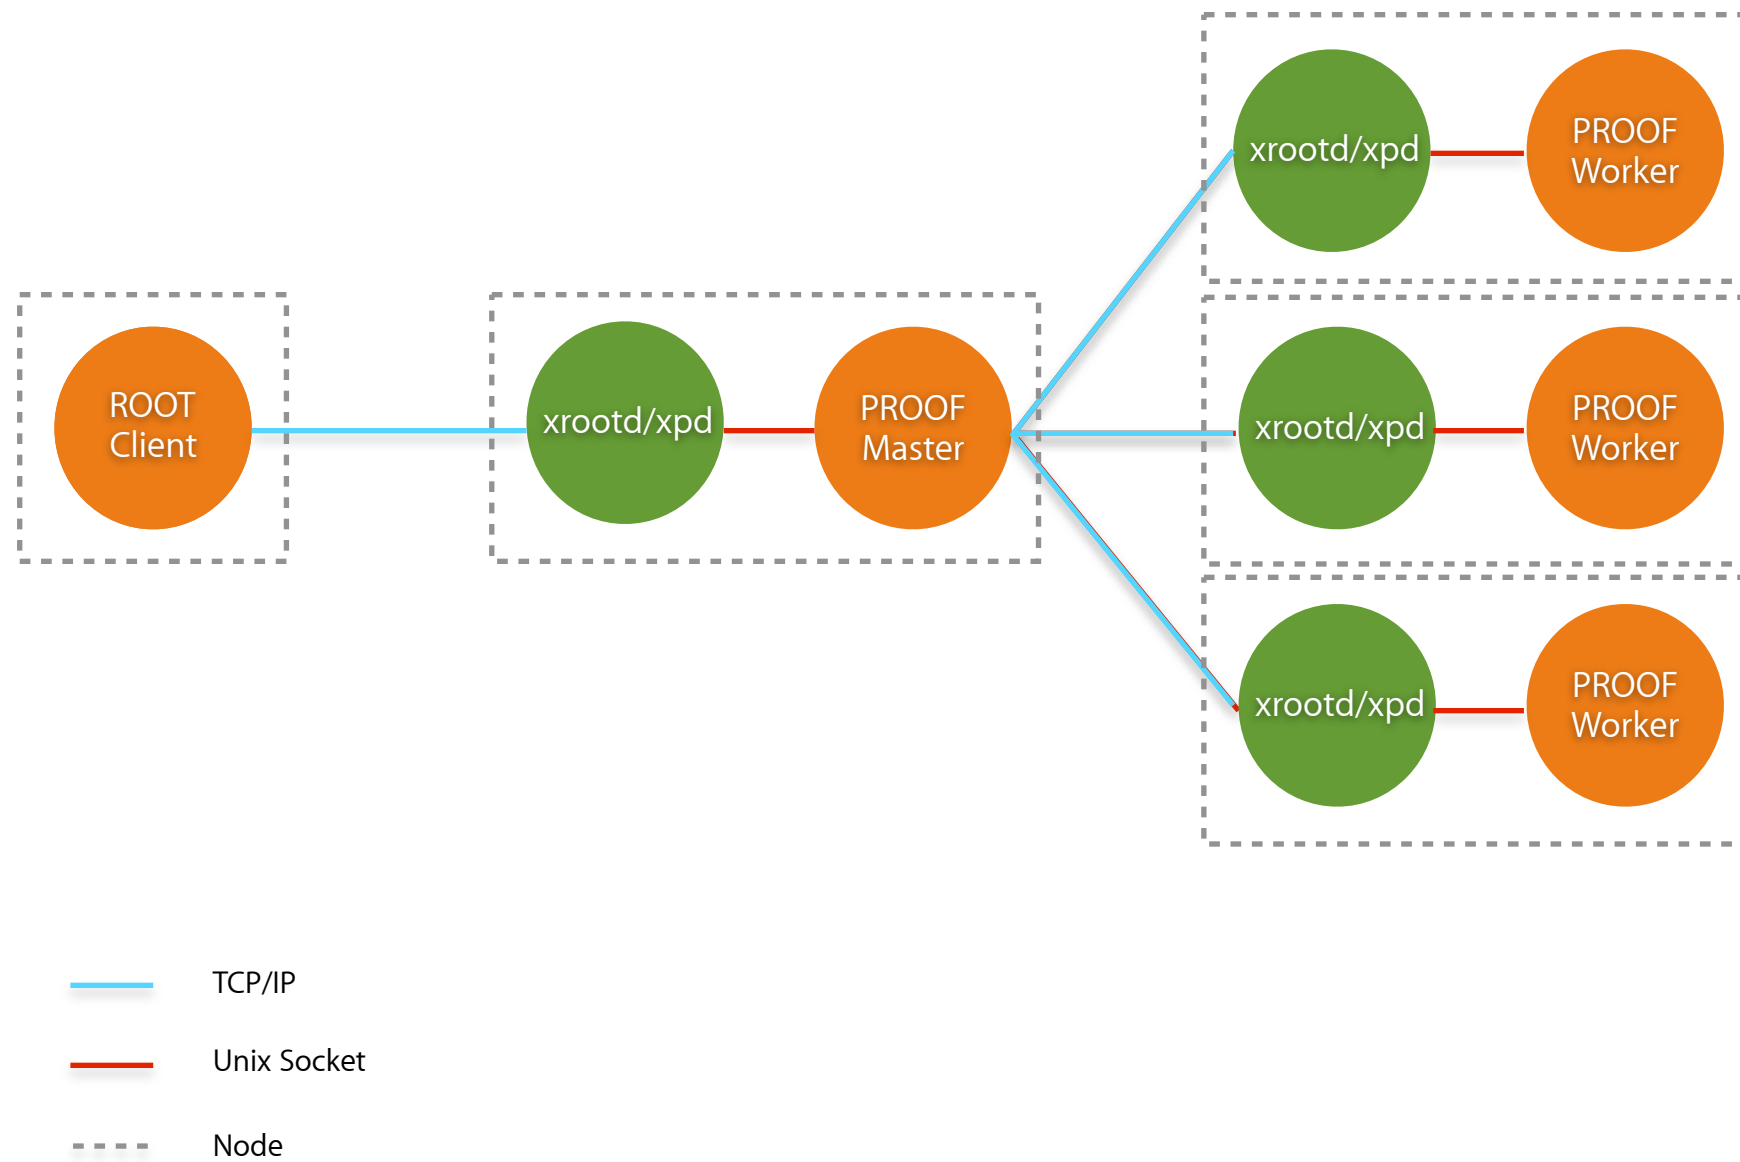 xrootd/xpd
PROOF
Worker
ROOT
Client
xrootd/xpd
PROOF
Master
xrootd/xpd
PROOF
Worker
xrootd/xpd
PROOF
Worker
TCP/IP
Unix Socket
Node